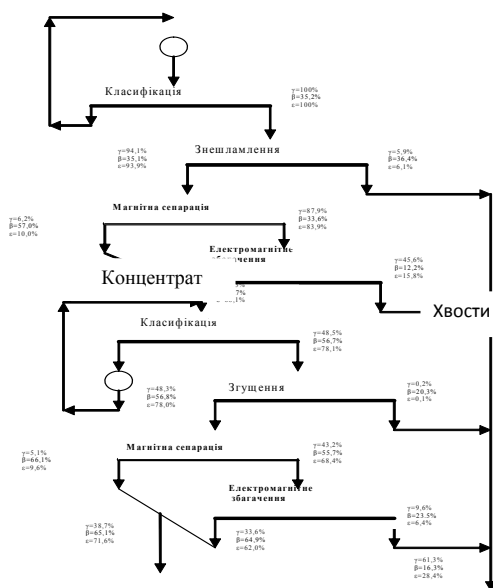 Класифікація
γ=100%
β=35,2%
ε=100%
Знешламлення
γ=94,1%
β=35,1%
ε=93,9%
γ=5,9%
β=36,4%
ε=6,1%
Магнітна сепарація
γ=6,2%
β=57,0%
ε=10,0%
γ=87,9%
β=33,6%
ε=83,9%
Електромагнітне
γ=45,6%
β=12,2%
ε=15,8%
Концентрат
Хвости
Класифікація
γ=48,5%
β=56,7%
ε=78,1%
Згущення
γ=48,3%
β=56,8%
ε=78,0%
γ=0,2%
β=20,3%
ε=0,1%
Магнітна сепарація
γ=5,1%
β=66,1%
ε=9,6%
γ=43,2%
β=55,7%
ε=68,4%
Електромагнітне
збагачення
γ=9,6%
β=23.5%
ε=6,4%
γ=38,7%
β=65,1%
ε=71,6%
γ=33,6%
β=64,9%
ε=62,0%
γ=61,3%
β=16,3%
ε=28,4%